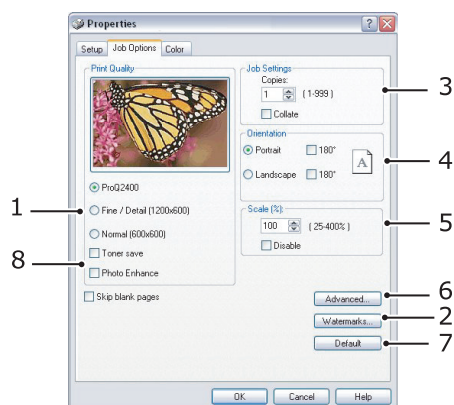 Properties
Setup Job Options Color
Print Quality
ProQ2400
Fine / Detail (1200x600)
Normal (600x600)
Toner save
Photo Enhance
Skip blank pages
Job Settings
Copies:
1 ( 1-999 )
Collate
Orientation
Portrait 180°
Landscape 180°
A
Scale (%):
100 ( 25-400% )
Disable
Advanced...
Watermarks...
Default
OK Cancel Help
1
8
3
4
5
6
2
7